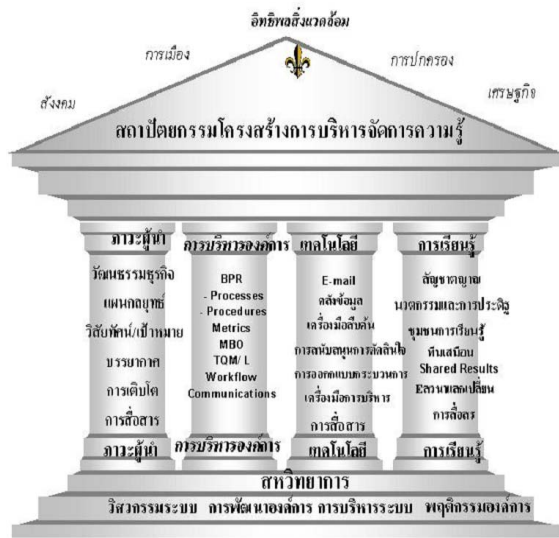 อิทธิพลสิ่งแวดล้อม
การเมือง
การปกครอง
สังคม
เศรษฐกิจ
สถาปัตยกรรมโครงสร้างการบริหารจัดการความรู้
ภาวะผู้นำ
วัฒนธรรมธุรกิจ
แผนกลยุทธ์
วิสัยทัศน์/เป้าหมาย
บรรยากาศ
การเติบโต
การสื่อสาร
ภาวะผู้นำ
การบริหารองค์การ
BPR
- Processes
- Procedures
Metrics
MBO
TQM/ L
Workflow
Communications
การบริหารองค์การ
เทคโนโลยี
E-mail
คลังข้อมูล
เครื่องมือสืบค้น
การสนับสนุนการตัดสินใจ
การออกแบบกระบวนการ
เครื่องมือการบริหาร
การสื่อสาร
เทคโนโลยี
การเรียนรู้
สัญชาตญาณ
นวตกรรมและการประดิฐ
ชุมชนการเรียนรู้
ทีมเสมือน
Shared Results
แลกเปลี่ยน
การสื่อสร
การเรียนรู้
สหวิทยาการ
วิศวกรรมระบบ การพัฒนาองค์การ การบริหารระบบ พฤติกรรมองค์การ